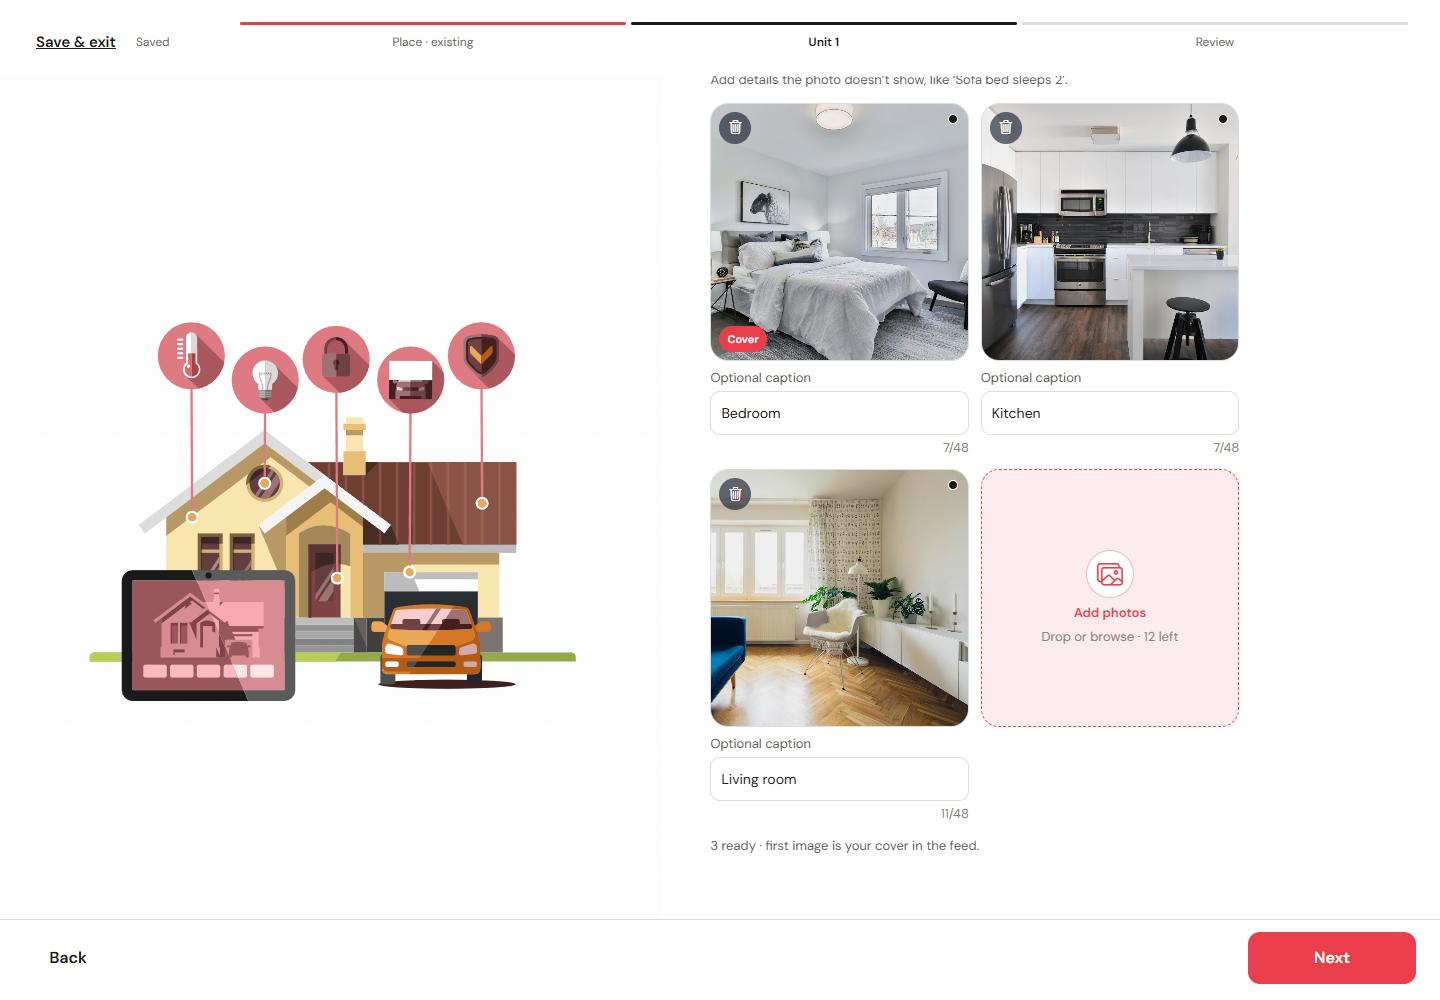 Save & exit
Saved
Place · existing
Unit 1
Review
Add details the photo doesn't show, like 'Sofa bed sleeps 2'.
Cover
Optional caption
Optional caption
Bedroom
Kitchen
7/48
7/48
Add photos
Drop or browse · 12 left
Optional caption
Living room
11/48
3 ready · first image is your cover in the feed.
Back
Next